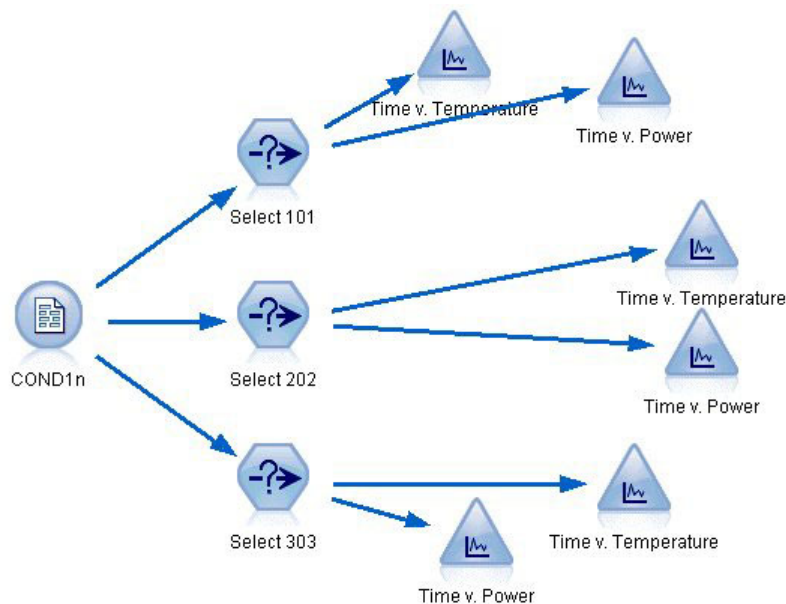 Time v. Temperature
Time v. Power
Select 101
Time v. Temperature
COND1n
Select 202
Time v. Power
Select 303
Time v. Temperature
Time v. Power